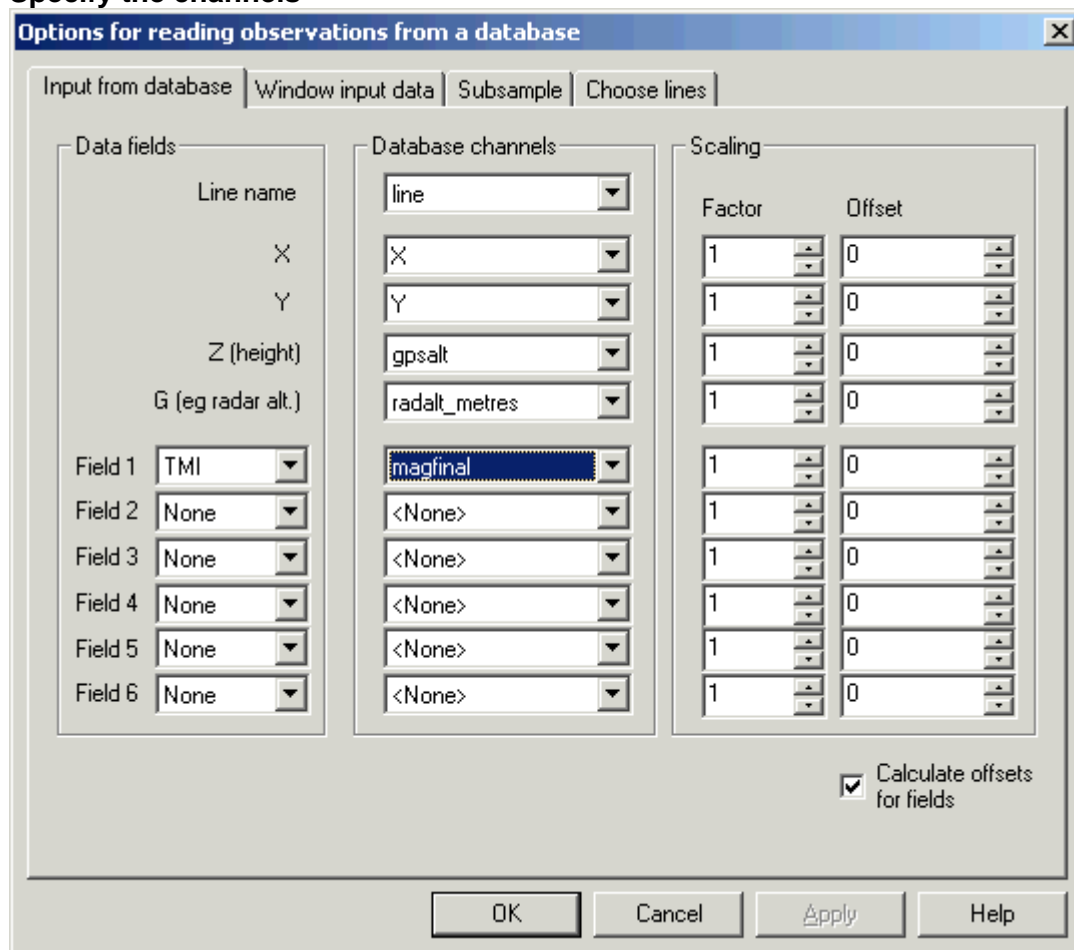 Specify the channels
Options for reading observations from a database
Input from database Window input data Subsample Choose lines
Data fields Database channels Scaling
Line name line Factor Offset
X X 1 0
Y Y 1 0
Z (height) gpsalt 1 0
G (eg radar alt.) radalt_metres 1 0
Field 1 TMI magfinal 1 0
Field 2 None <None> 1 0
Field 3 None <None> 1 0
Field 4 None <None> 1 0
Field 5 None <None> 1 0
Field 6 None <None> 1 0
Calculate offsets
for fields
OK Cancel Apply Help